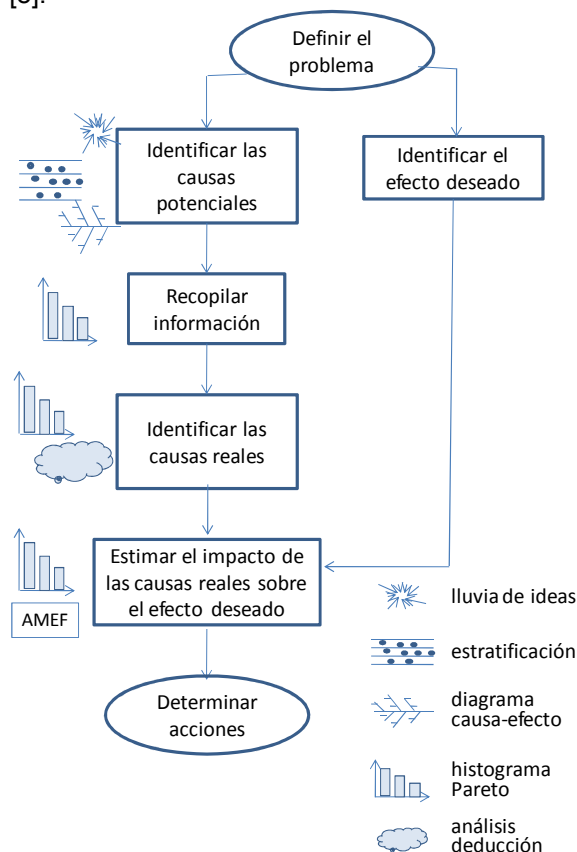 [8].
Definir el
problema
Identificar las
causas
potenciales
Identificar el
efecto deseado
Recopilar
información
Identificar las
causas reales
Estimar el impacto de
las causas reales sobre
el efecto deseado
AMEF
Determinar
acciones
lluvia de ideas
estratificación
diagrama
causa-efecto
histograma
Pareto
análisis
deducción